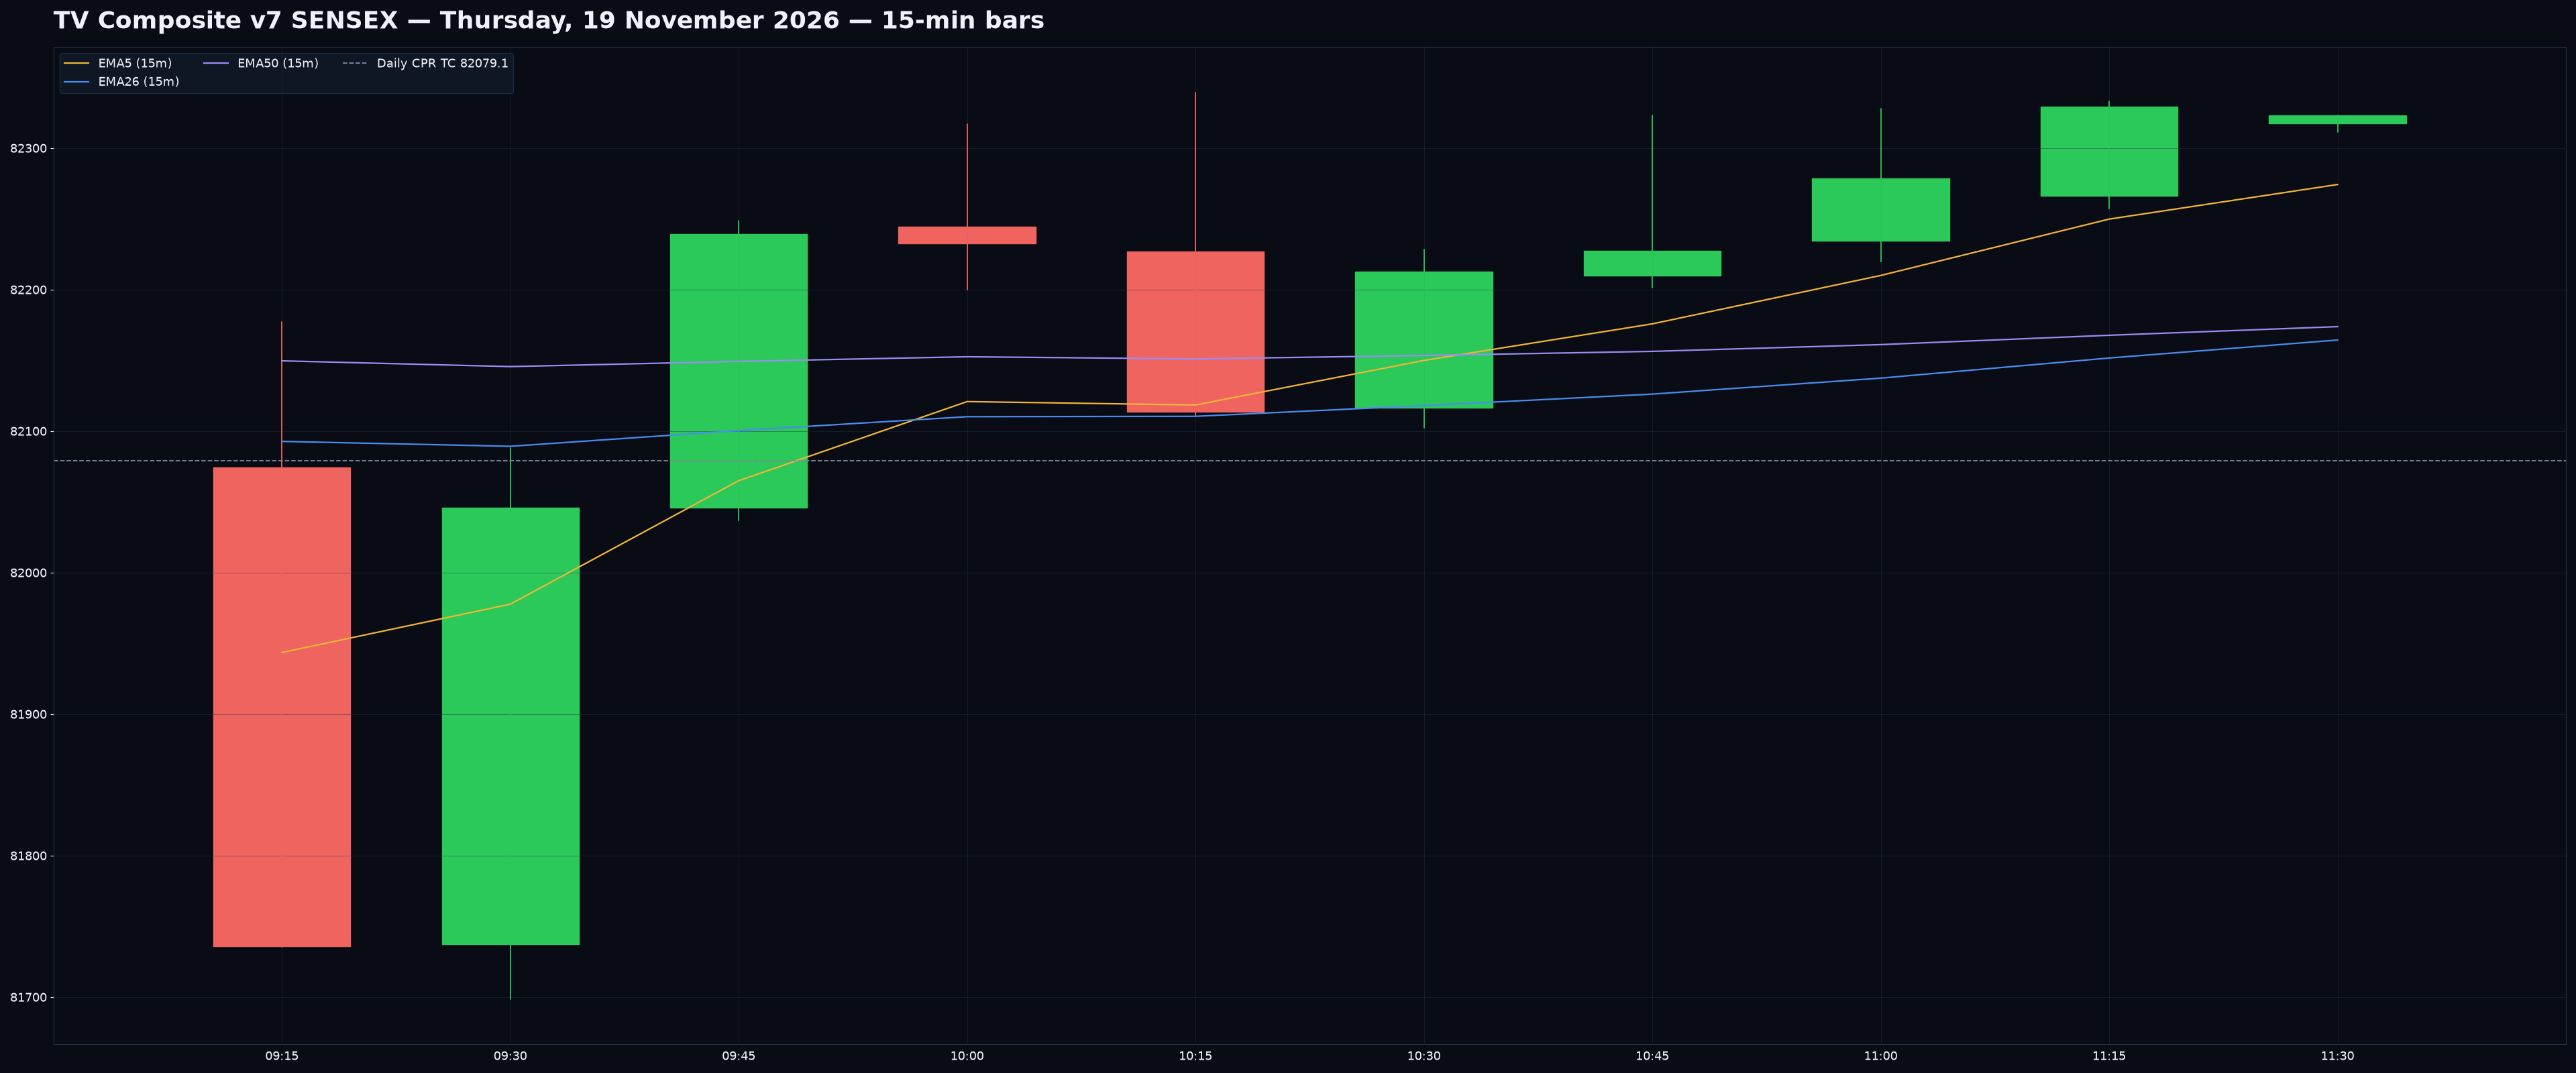 TV Composite v7 SENSEX — Thursday, 19 November 2026 — 15-min bars
EMA5 (15m) EMA50 (15m) Daily CPR TC 82079.1
EMA26 (15m)
82300
82200
82100
82000
81900
81800
81700
09:15 09:30 09:45 10:00 10:15 10:30 10:45 11:00 11:15 11:30